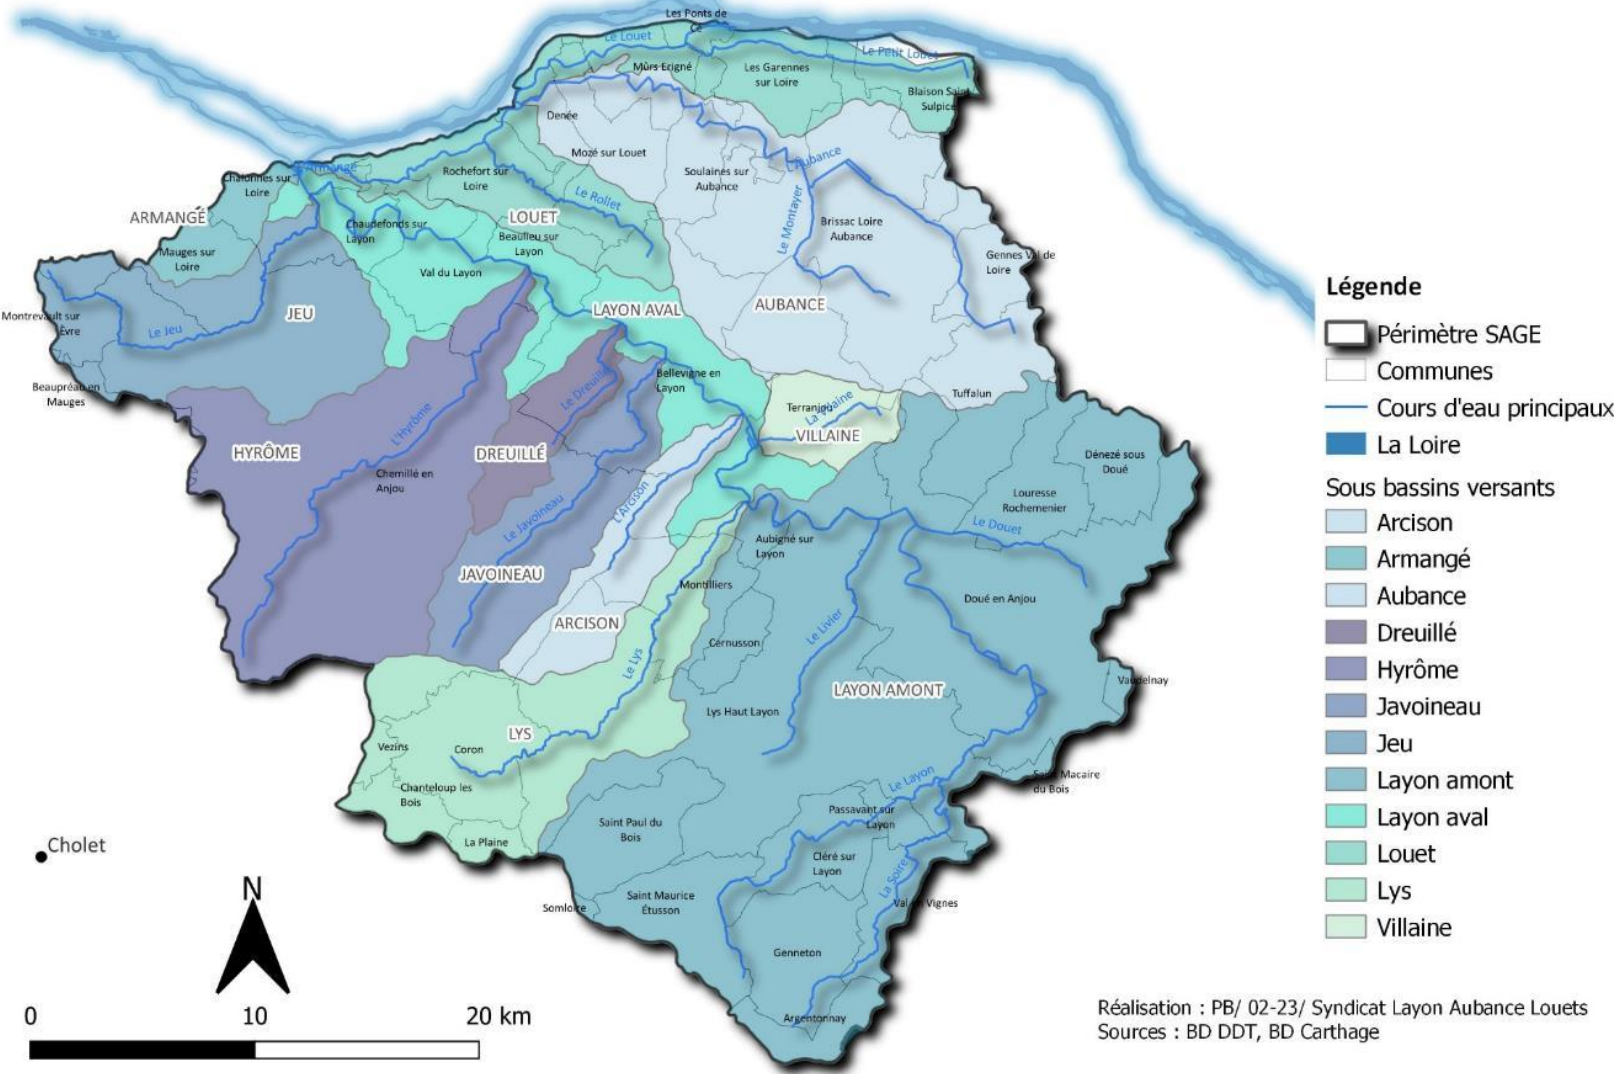 Les Ponts de
Cé
Le Louet
Le Petit Louet
Mûrs Erigné
Les Garennes
sur Loire
Blaison Saint
Sulpice
Denée
Mozé sur Louet
L'Aubance
Armangé
Chalonnes sur
Loire
Rochefort sur
Loire
Soulaines sur
Aubance
Le Rollet
Le Montayer
ARMANGÉ
LOUET
Chaudefonds sur
Layon
Beaulieu sur
Layon
Brissac Loire
Aubance
Mauges sur
Loire
Val du Layon
Gennes Val de
Loire
JEU
LAYON AVAL
AUBANCE
Montrevault sur
Èvre
Le Jeu
Beaupréau en
Mauges
Bellevigne en
Layon
Le Dreuillé
Tuffalun
Terranjou
La Villaine
VILLAINE
L'Hyrôme
HYRÔME
DREUILLÉ
Chemillé en
Anjou
Dénezé sous
Doué
Louresse
Rochemenier
L'Arcison
Le Javoineau
Le Douet
Aubigné sur
Layon
JAVOINEAU
Montilliers
Doué en Anjou
ARCISON
Cernusson
Le Livier
Le Lys
Vaudelnay
LAYON AMONT
Lys Haut Layon
LYS
Vezins
Coron
Chanteloup les
Bois
La Plaine
Le Layon
Saint Macaire
du Bois
Passavant sur
Layon
Saint Paul du
Bois
Cléré sur
Layon
La Soire
Saint Maurice
Étusson
Somloire
Val en Vignes
Genneton
Argentonnay
Cholet
N
0 10 20 km
Légende
Périmètre SAGE
Communes
Cours d'eau principaux
La Loire
Sous bassins versants
Arcison
Armangé
Aubance
Dreuillé
Hyrôme
Javoineau
Jeu
Layon amont
Layon aval
Louet
Lys
Villaine
Réalisation : PB/ 02-23/ Syndicat Layon Aubance Louets
Sources : BD DDT, BD Carthage